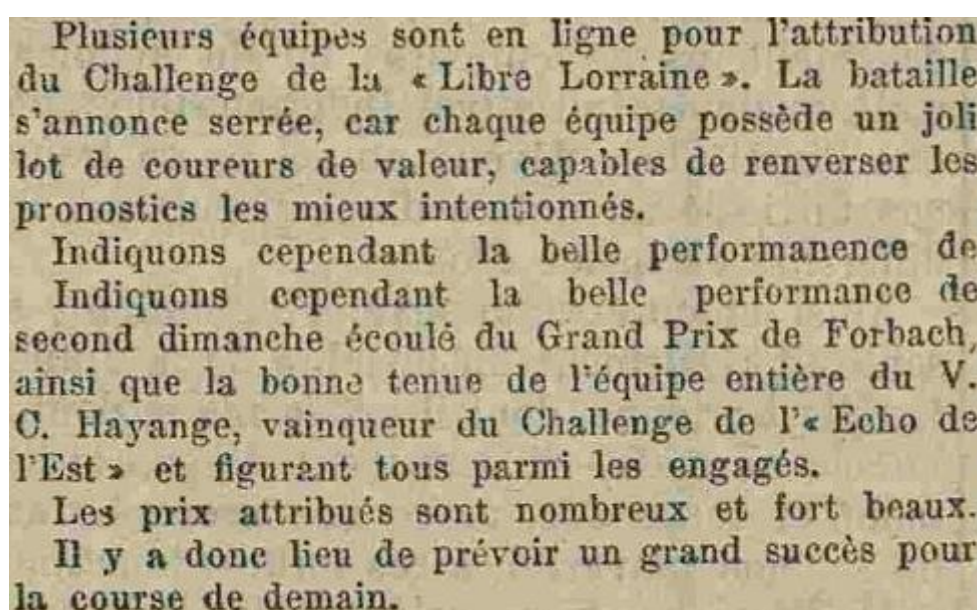 Plusieurs équipes sont en ligne pour l'attribution
du Challenge de la « Libre Lorraine ». La bataille
s'annonce serrée, car chaque équipe possède un joli
lot de coureurs de valeur, capables de renverser les
pronostics les mieux intentionnés.
Indiquons cependant la belle performanence de
Indiquons cependant la belle performance de
second dimanche écoulé du Grand Prix de Forbach,
ainsi que la bonne tenue de l'équipe entière du V.
C. Hayange, vainqueur du Challenge de l'« Echo de
l'Est » et figurant tous parmi les engagés.
Les prix attribués sont nombreux et fort beaux.
Il y a donc lieu de prévoir un grand succès pour
la course de demain.